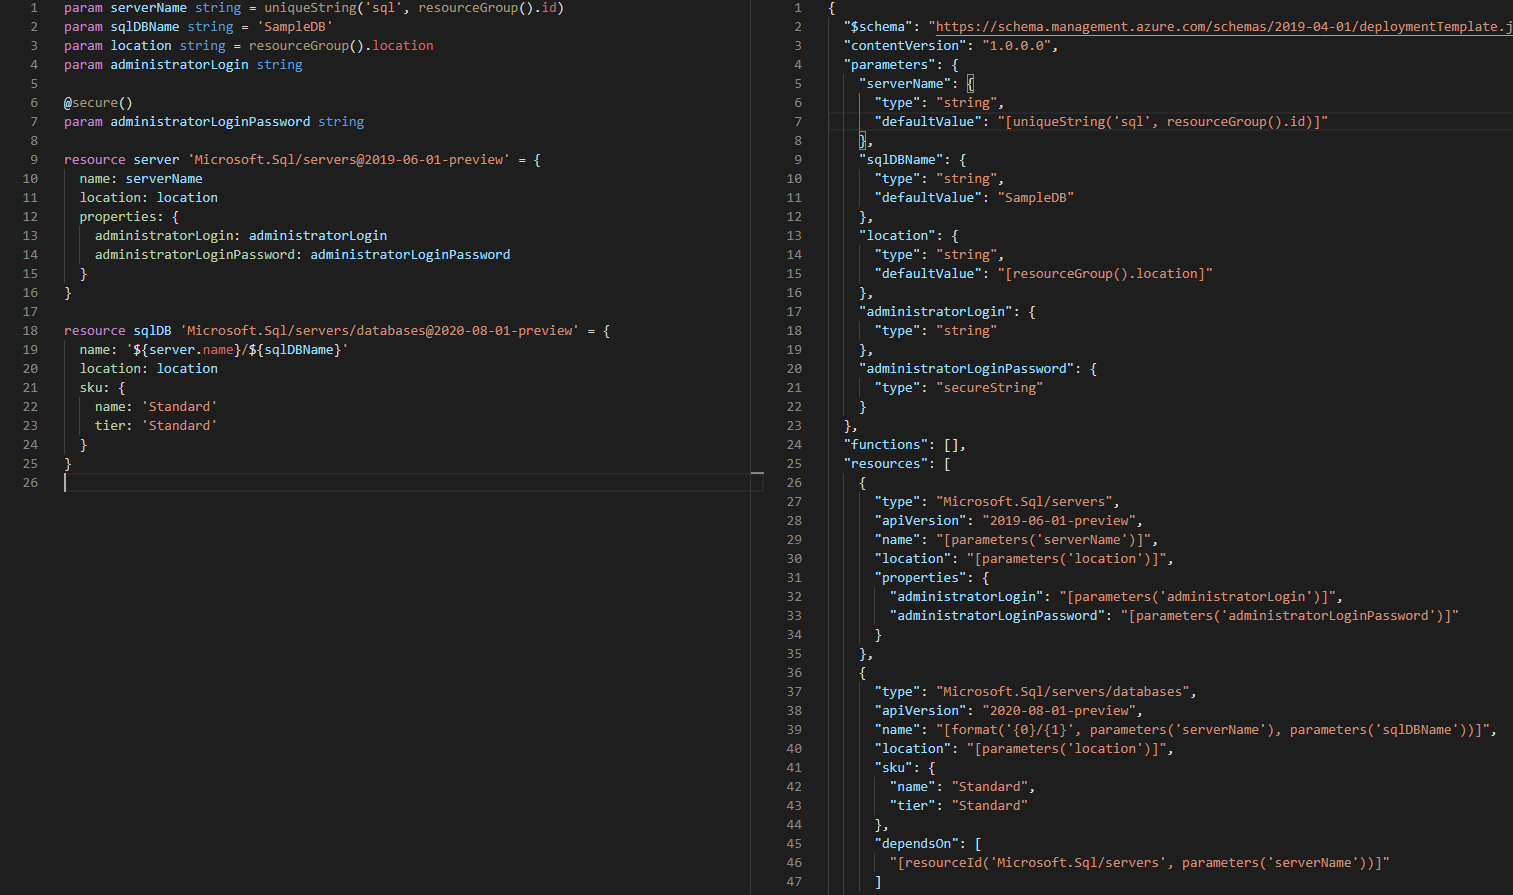 1 param serverName string = uniqueString('sql', resourceGroup().id)
2 param sqlDBName string = 'SampleDB'
3 param location string = resourceGroup().location
4 param administratorLogin string
5
6 @secure()
7 param administratorLoginPassword string
8
9 resource server 'Microsoft.Sql/servers@2019-06-01-preview' = {
10 name: serverName
11 location: location
12 properties: {
13 administratorLogin: administratorLogin
14 administratorLoginPassword: administratorLoginPassword
15 }
16 }
17
18 resource sqlDB 'Microsoft.Sql/servers/databases@2020-08-01-preview' = {
19 name: '${server.name}/${sqlDBName}'
20 location: location
21 sku: {
22 name: 'Standard'
23 tier: 'Standard'
24 }
25 }
26
1 {
2 "$schema": "https://schema.management.azure.com/schemas/2019-04-01/deploymentTemplate.j
3 "contentVersion": "1.0.0.0",
4 "parameters": {
5 "serverName": {
6 "type": "string",
7 "defaultValue": "[uniqueString('sql', resourceGroup().id)]"
8 },
9 "sqlDBName": {
10 "type": "string",
11 "defaultValue": "SampleDB"
12 },
13 "location": {
14 "type": "string",
15 "defaultValue": "[resourceGroup().location]"
16 },
17 "administratorLogin": {
18 "type": "string"
19 },
20 "administratorLoginPassword": {
21 "type": "secureString"
22 }
23 },
24 "functions": [],
25 "resources": [
26 {
27 "type": "Microsoft.Sql/servers",
28 "apiVersion": "2019-06-01-preview",
29 "name": "[parameters('serverName')]",
30 "location": "[parameters('location')]",
31 "properties": {
32 "administratorLogin": "[parameters('administratorLogin')]",
33 "administratorLoginPassword": "[parameters('administratorLoginPassword')]"
34 }
35 },
36 {
37 "type": "Microsoft.Sql/servers/databases",
38 "apiVersion": "2020-08-01-preview",
39 "name": "[format('{0}/{1}', parameters('serverName'), parameters('sqlDBName'))]",
40 "location": "[parameters('location')]",
41 "sku": {
42 "name": "Standard",
43 "tier": "Standard"
44 },
45 "dependsOn": [
46 "[resourceId('Microsoft.Sql/servers', parameters('serverName'))]"
47 ]